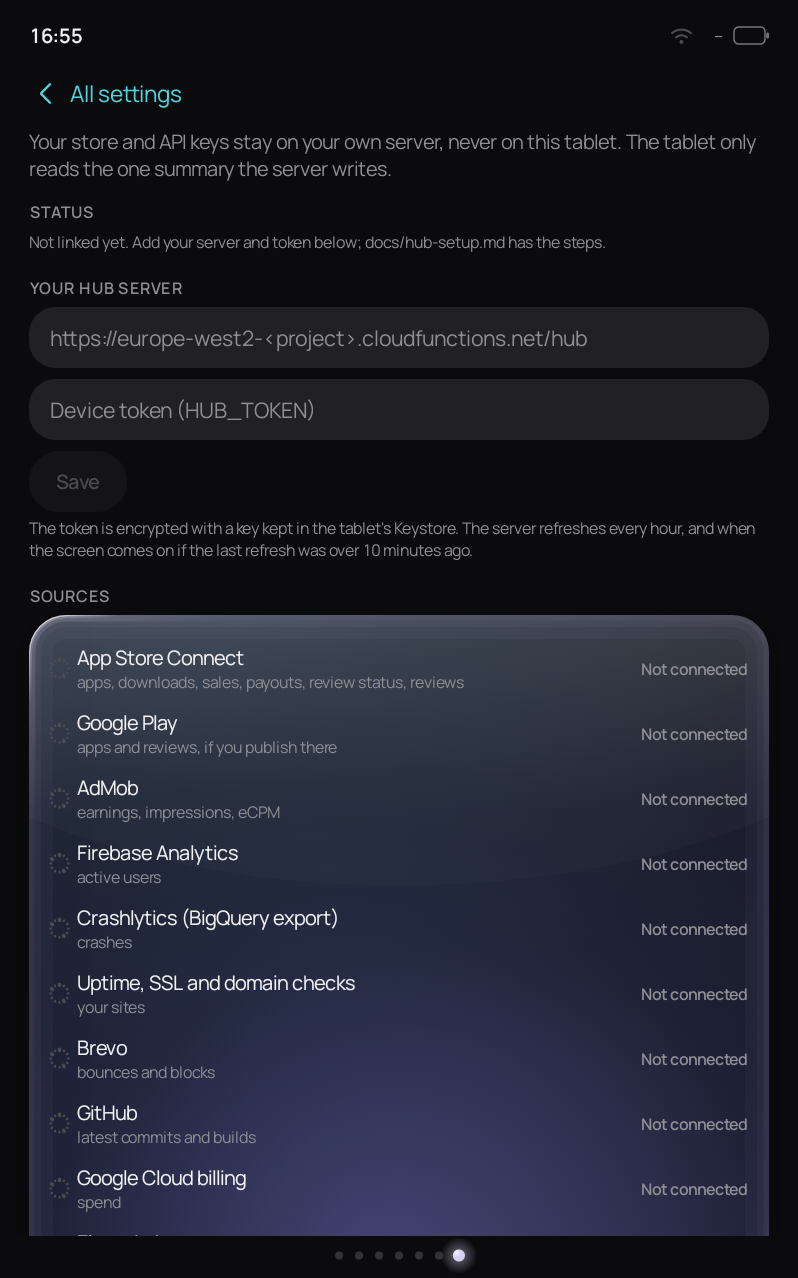 16:55
All settings
Your store and API keys stay on your own server, never on this tablet. The tablet only
reads the one summary the server writes.
STATUS
Not linked yet. Add your server and token below; docs/hub-setup.md has the steps.
YOUR HUB SERVER
https://europe-west2-<project>.cloudfunctions.net/hub
Device token (HUB_TOKEN)
Save
The token is encrypted with a key kept in the tablet's Keystore. The server refreshes every hour, and when
the screen comes on if the last refresh was over 10 minutes ago.
SOURCES
App Store Connect
apps, downloads, sales, payouts, review status, reviews
Not connected
Google Play
apps and reviews, if you publish there
Not connected
AdMob
earnings, impressions, eCPM
Not connected
Firebase Analytics
active users
Not connected
Crashlytics (BigQuery export)
crashes
Not connected
Uptime, SSL and domain checks
your sites
Not connected
Brevo
bounces and blocks
Not connected
GitHub
latest commits and builds
Not connected
Google Cloud billing
spend
Not connected